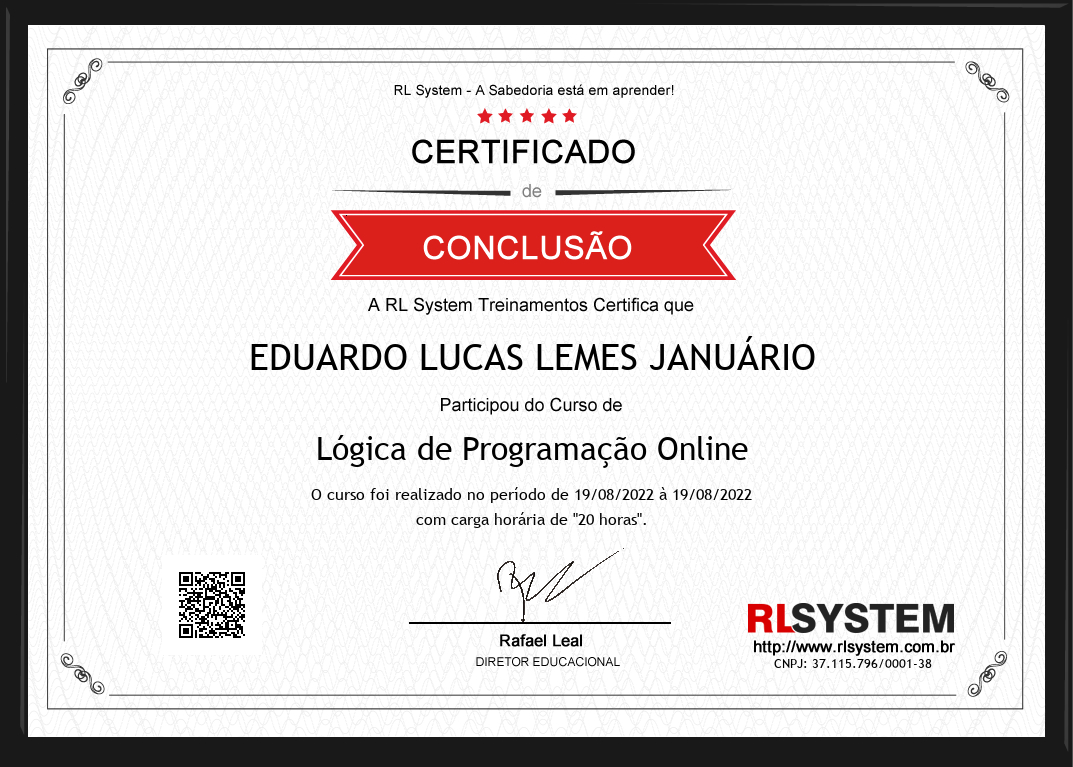 RL System - A Sabedoria está em aprender!
CERTIFICADO
de
CONCLUSÃO
A RL System Treinamentos Certifica que
EDUARDO LUCAS LEMES JANUÁRIO
Participou do Curso de
Lógica de Programação Online
O curso foi realizado no período de 19/08/2022 à 19/08/2022
com carga horária de "20 horas".
Rafael Leal
DIRETOR EDUCACIONAL
RLSYSTEM
http://www.rlsystem.com.br
CNPJ: 37.115.796/0001-38